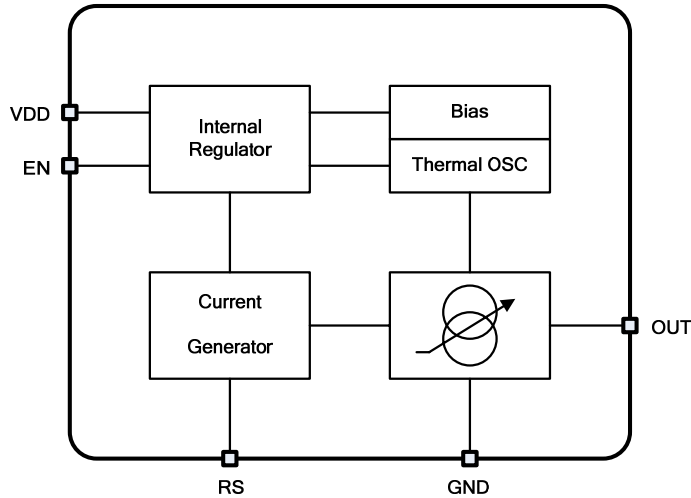 VDD
EN
Internal
Regulator
Bias
Thermal OSC
Current
Generator
OUT
RS
GND